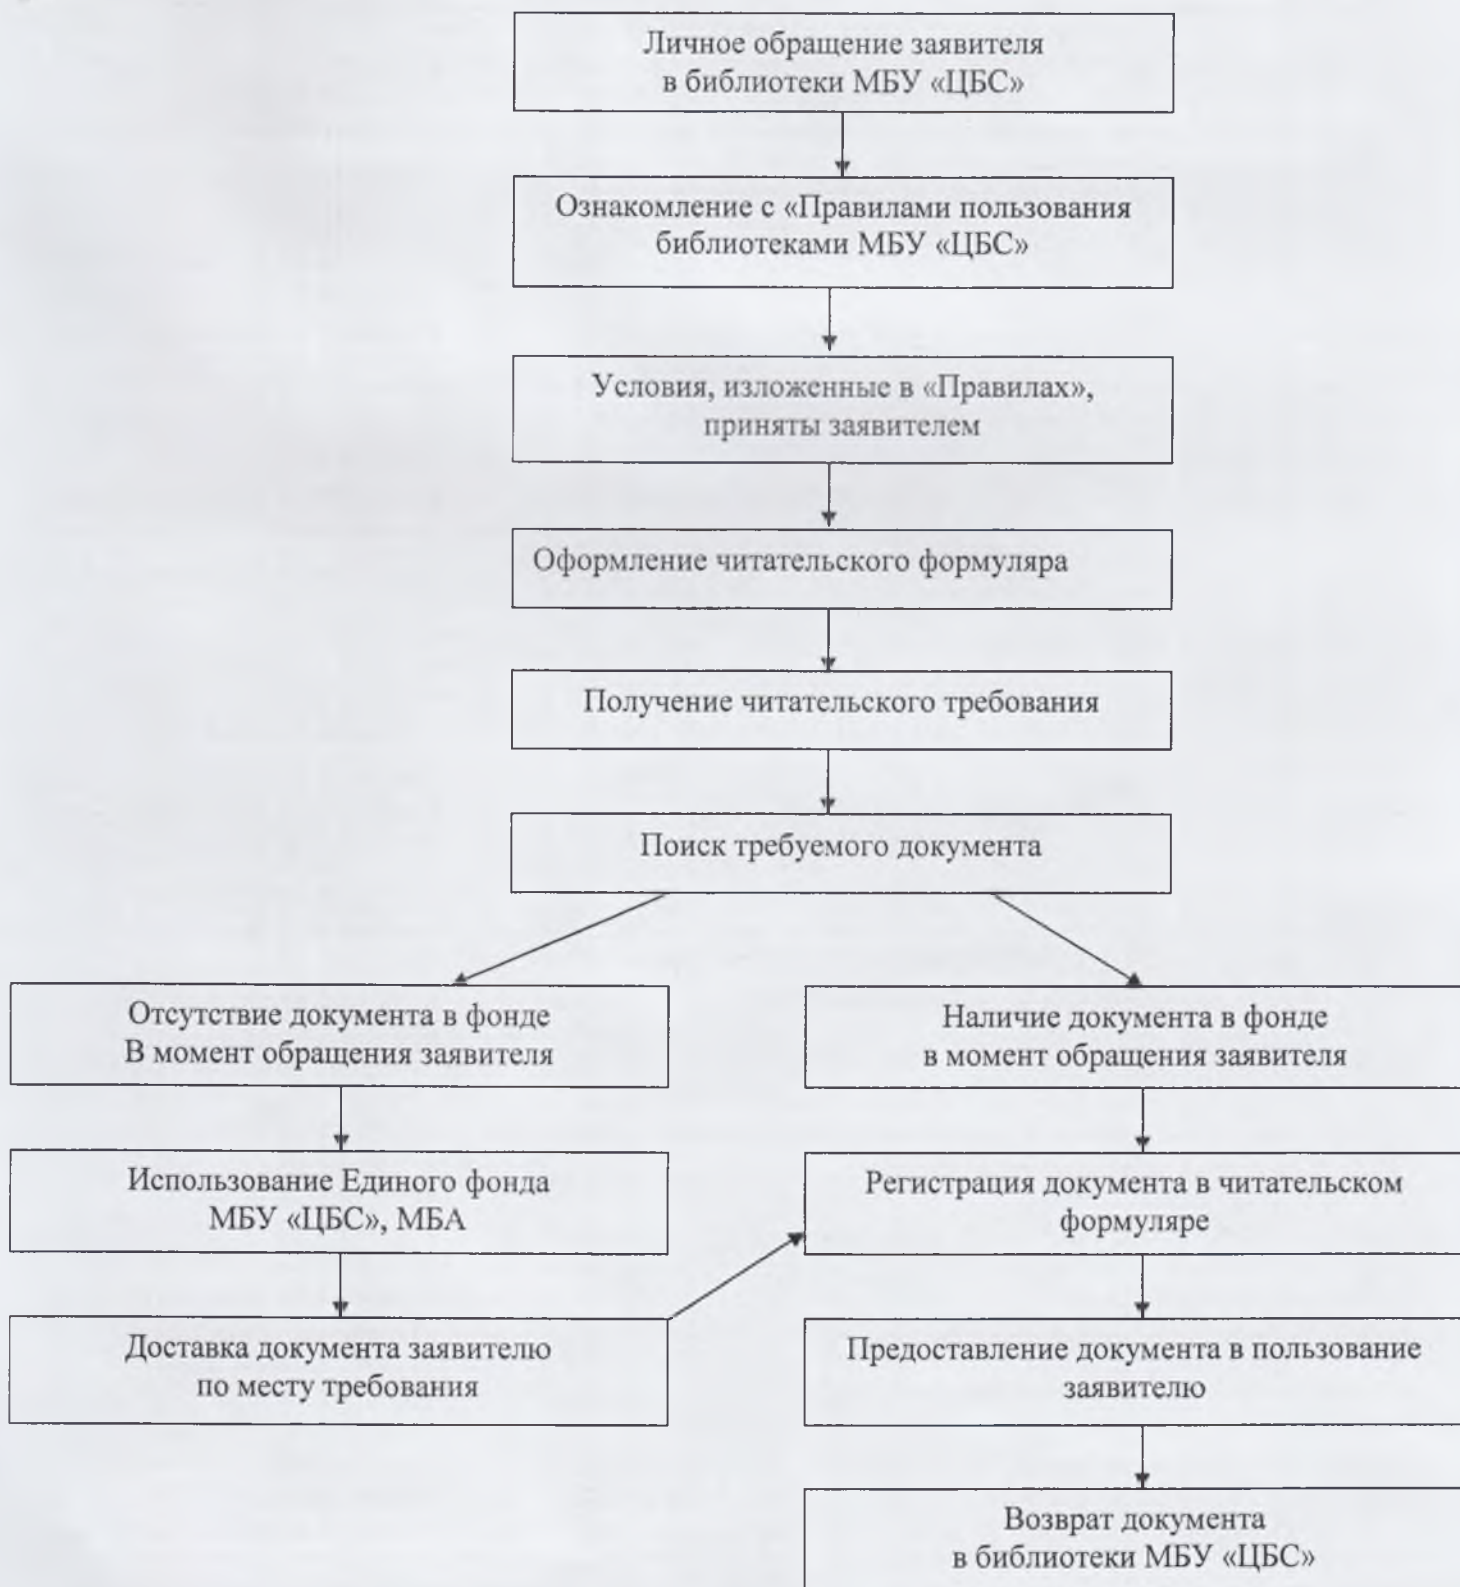 Личное обращение заявителя
в библиотеки МБУ «ЦБС»
Ознакомление с «Правилами пользования
библиотеками МБУ «ЦБС»
Условия, изложенные в «Правилах»,
приняты заявителем
Оформление читательского формуляра
Получение читательского требования
Поиск требуемого документа
Отсутствие документа в фонде
В момент обращения заявителя
Наличие документа в фонде
в момент обращения заявителя
Использование Единого фонда
МБУ «ЦБС», МБА
Регистрация документа в читательском
формуляре
Доставка документа заявителю
по месту требования
Предоставление документа в пользование
заявителю
Возврат документа
в библиотеки МБУ «ЦБС»